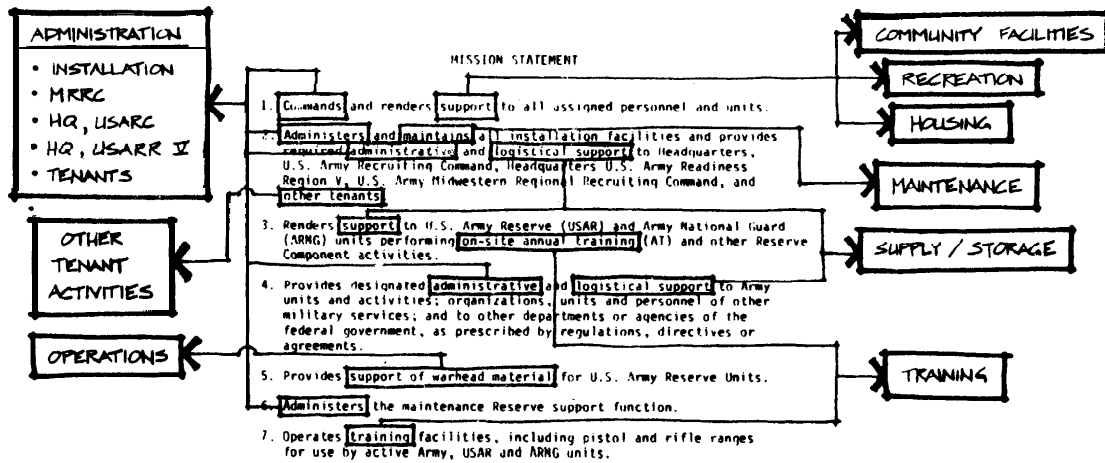 ADMINISTRATION
• INSTALLATION
• MRRC
• HQ, USARC
• HQ, USARR V
• TENANTS
OTHER
TENANT
ACTIVITIES
OPERATIONS
MISSION STATEMENT
1. Commands and renders support to all assigned personnel and units.
2. Administers and maintains all installation facilities and provides
required administrative and logistical support to Headquarters,
U.S. Army Recruiting Command, Headquarters U.S. Army Readiness
Region V, U.S. Army Midwestern Regional Recruiting Command, and
other tenants
3. Renders support to U.S. Army Reserve (USAR) and Army National Guard
(ARNG) units performing on-site annual training (AT) and other Reserve
Component activities.
4. Provides designated administrative and logistical support to Army
units and activities; organizations, units and personnel of other
military services; and to other departments or agencies of the
federal government, as prescribed by regulations, directives or
agreements.
5. Provides support of warhead material for U.S. Army Reserve Units.
6. Administers the maintenance Reserve support function.
7. Operates training facilities, including pistol and rifle ranges
for use by active Army, USAR and ARNG units.
COMMUNITY FACILITIES
RECREATION
HOUSING
MAINTENANCE
SUPPLY / STORAGE
TRAINING